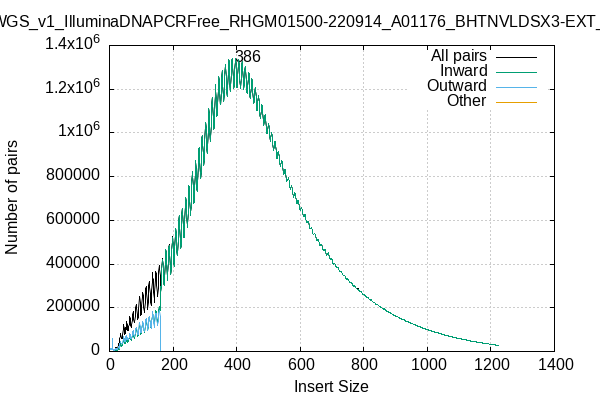 WGS_v1_IlluminaDNAPCRFree_RHGM01500-220914_A01176_BHTNVLDSX3-EXT_
1.4x10⁶
1.2x10⁶
1x10⁶
800000
600000
400000
200000
0
Number of pairs
386
All pairs
Inward
Outward
Other
0 200 400 600 800 1000 1200 1400
Insert Size